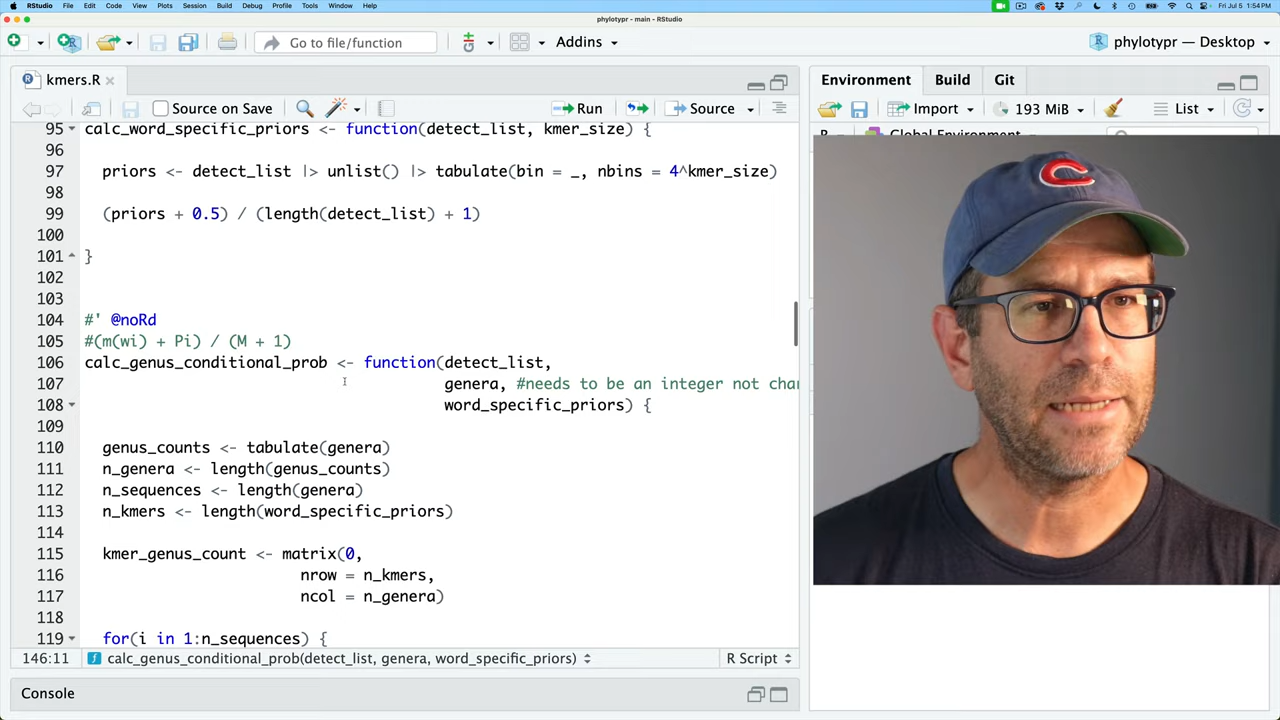 RStudio File Edit Code View Plots Session Build Debug Profile Tools Window Help Fri Jul 5 1:54 PM
phylotypr - main - RStudio
Go to file/function Addins phylotypr — Desktop
kmers.R
Source on Save Run Source
95 calc_word_specific_priors <- function(detect_list, kmer_size) {
96
97 priors <- detect_list |> unlist() |> tabulate(bin = _, nbins = 4^kmer_size)
98
99 (priors + 0.5) / (length(detect_list) + 1)
100
101 }
102
103
104 #' @noRd
105 #(m(wi) + Pi) / (M + 1)
106 calc_genus_conditional_prob <- function(detect_list,
107 genera, #needs to be an integer not cha
108 word_specific_priors) {
109
110 genus_counts <- tabulate(genera)
111 n_genera <- length(genus_counts)
112 n_sequences <- length(genera)
113 n_kmers <- length(word_specific_priors)
114
115 kmer_genus_count <- matrix(0,
116 nrow = n_kmers,
117 ncol = n_genera)
118
119 for(i in 1:n_sequences) {
146:11 calc_genus_conditional_prob(detect_list, genera, word_specific_priors) R Script
Console
Environment Build Git
Import 193 MiB List
R Global Environment
C